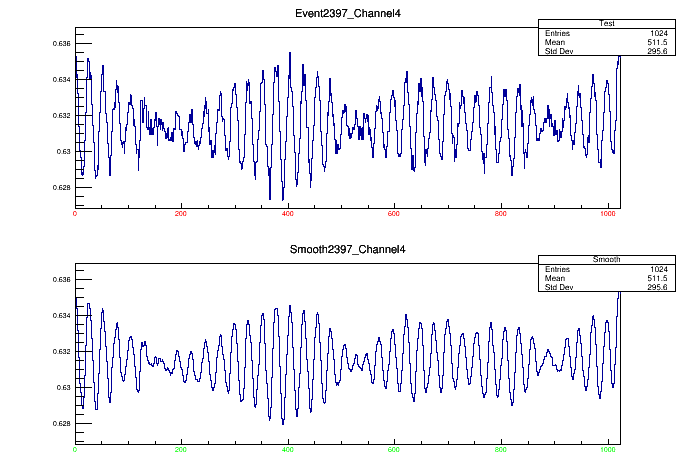 Event2397_Channel4
Test
Entries 1024
Mean 511.5
Std Dev 295.6
0.636
0.634
0.632
0.63
0.628
0 200 400 600 800 1000
Smooth2397_Channel4
Smooth
Entries 1024
Mean 511.5
Std Dev 295.6
0.636
0.634
0.632
0.63
0.628
0 200 400 600 800 1000